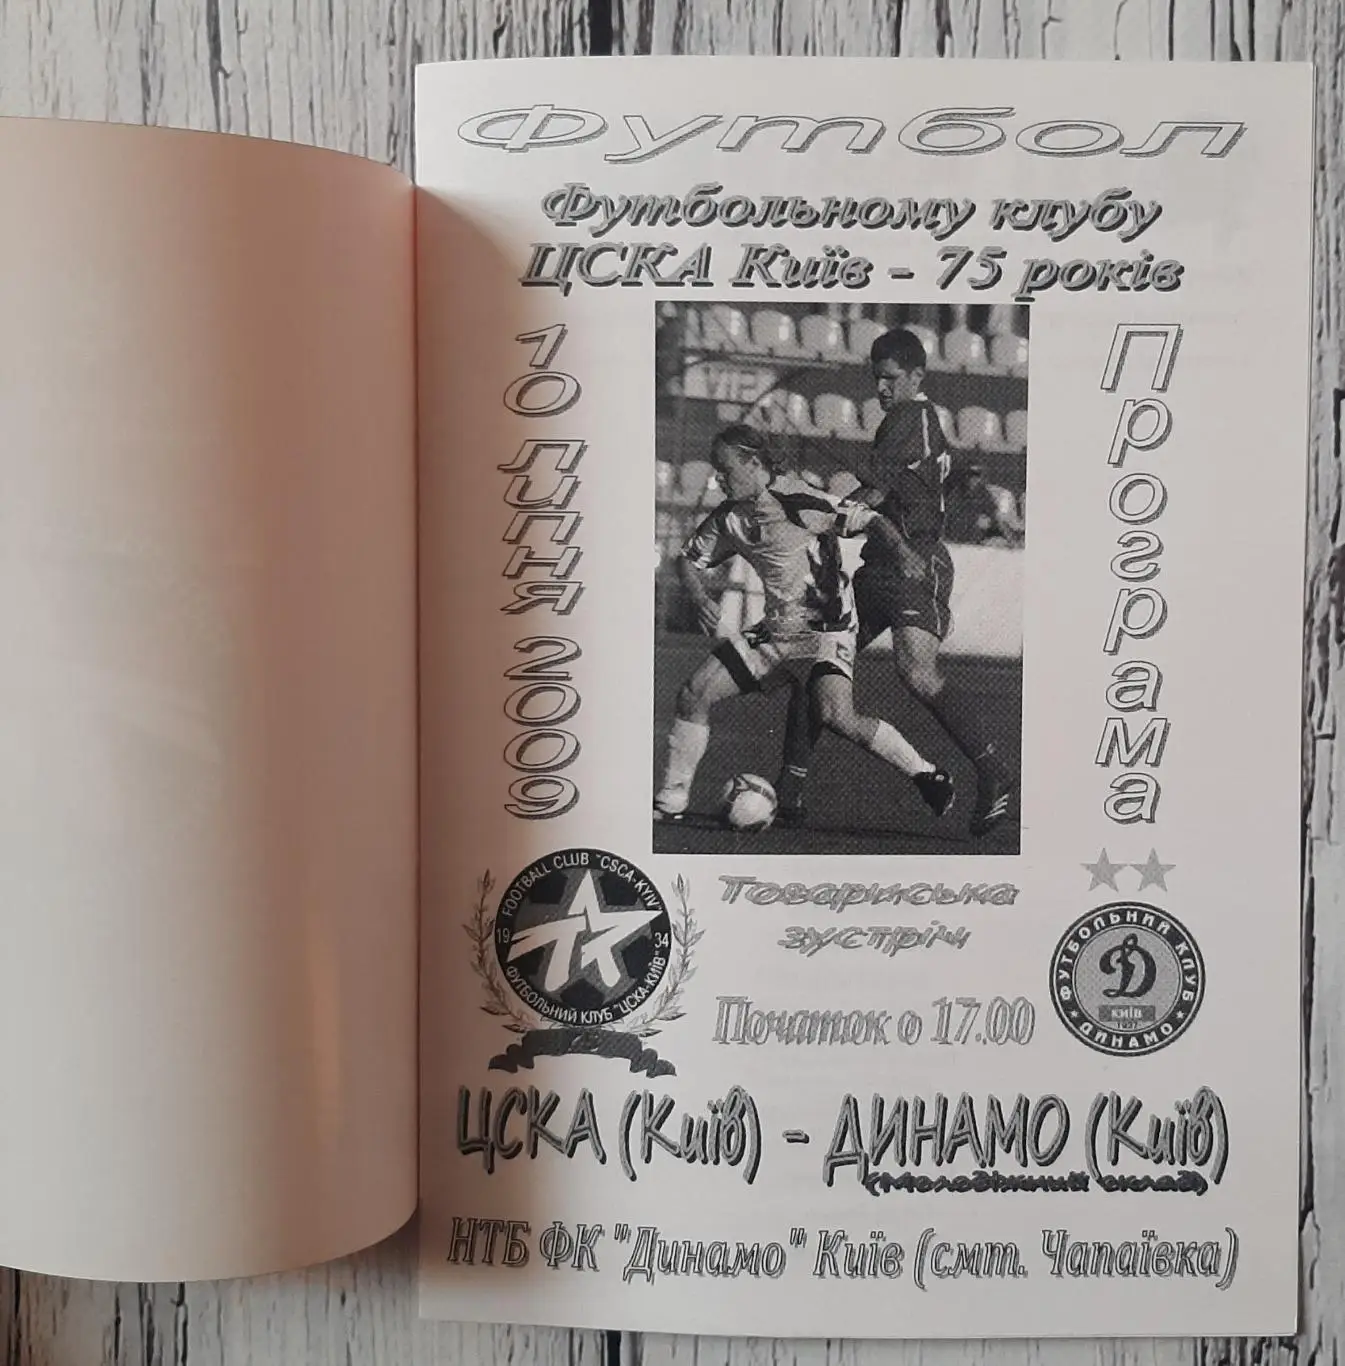 Футбол
Футбольному клубу
ЦСКА Київ - 75 років
10 липня 2009
Програма
FOOTBALL CLUB "CSCA-KYIV"
19 34
ФУТБОЛЬНИЙ КЛУБ "ЦСКА-КИЇВ"
Товариська
зустріч
Початок о 17.00
ФУТБОЛЬНИЙ КЛУБ
Д
КИЇВ
1927
ДИНАМО
ЦСКА (Київ) - ДИНАМО (Київ)
(Молодіжний склад)
НТБ ФК "Динамо" Київ (смт. Чапаївка)